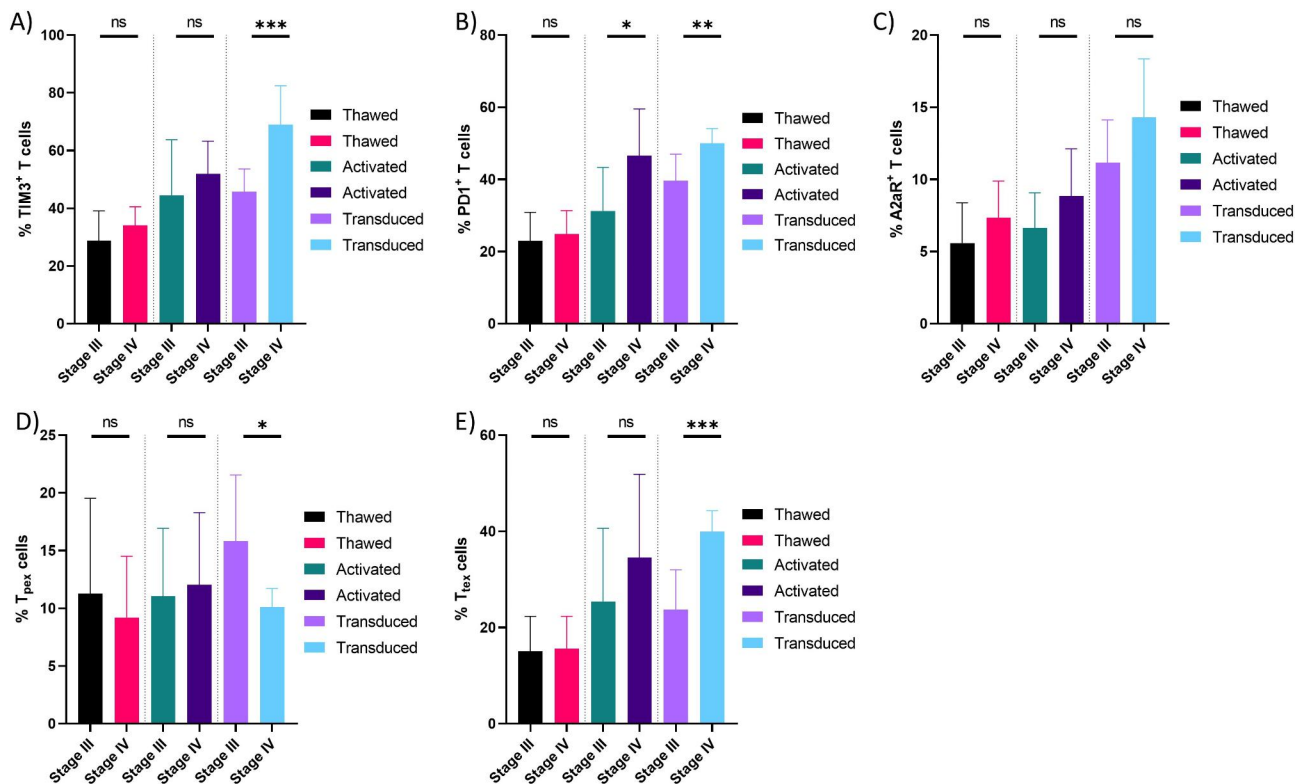 A)
ns
ns
***
100
80
60
40
20
0
% TIM3+ T cells
Stage III
Stage IV
Stage III
Stage IV
Stage III
Stage IV
Thawed
Thawed
Activated
Activated
Transduced
Transduced
B)
ns
*
**
80
60
40
20
0
% PD1+ T cells
Stage III
Stage IV
Stage III
Stage IV
Stage III
Stage IV
Thawed
Thawed
Activated
Activated
Transduced
Transduced
C)
ns
ns
ns
20
15
10
5
0
% A2aR+ T cells
Stage III
Stage IV
Stage III
Stage IV
Stage III
Stage IV
Thawed
Thawed
Activated
Activated
Transduced
Transduced
D)
ns
ns
*
25
20
15
10
5
0
% Tpex cells
Stage III
Stage IV
Stage III
Stage IV
Stage III
Stage IV
Thawed
Thawed
Activated
Activated
Transduced
Transduced
E)
ns
ns
***
60
40
20
0
% Ttex cells
Stage III
Stage IV
Stage III
Stage IV
Stage III
Stage IV
Thawed
Thawed
Activated
Activated
Transduced
Transduced